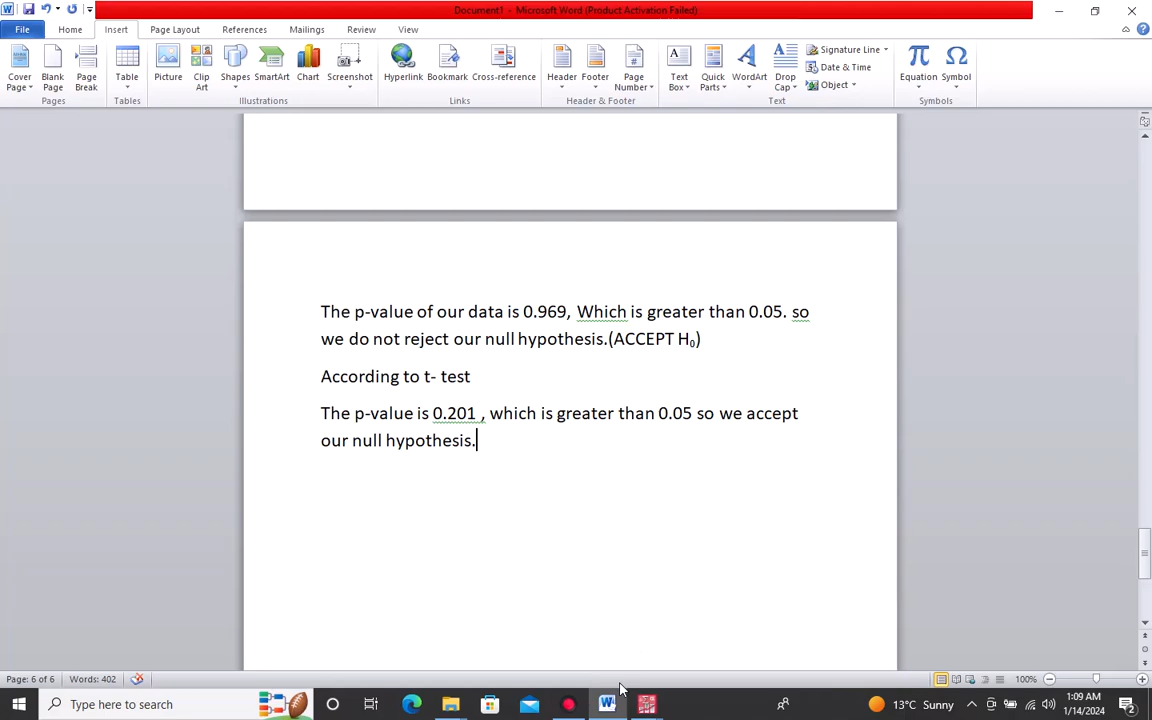 Document1 - Microsoft Word (Product Activation Failed)
File Home Insert Page Layout References Mailings Review View
Cover Page
Blank Page
Page Break
Table
Picture
Clip Art
Shapes
SmartArt
Chart
Screenshot
Hyperlink
Bookmark
Cross-reference
Header
Footer
Page Number
Text Box
Quick Parts
WordArt
Drop Cap
Signature Line
Date & Time
Object
Equation
Symbol
Pages Tables Illustrations Links Header & Footer Text Symbols
The p-value of our data is 0.969, Which is greater than 0.05. so
we do not reject our null hypothesis.(ACCEPT H₀)
According to t- test
The p-value is 0.201 , which is greater than 0.05 so we accept
our null hypothesis.
Page: 6 of 6 Words: 402 100%
Type here to search
13°C Sunny
1:09 AM
1/14/2024
2